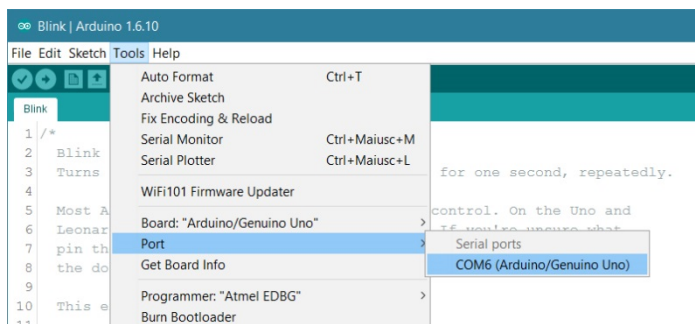 Blink | Arduino 1.6.10
File Edit Sketch Tools Help
Blink
Auto Format Ctrl+T
Archive Sketch
Fix Encoding & Reload
Serial Monitor Ctrl+Maiusc+M
Serial Plotter Ctrl+Maiusc+L
WiFi101 Firmware Updater
Board: "Arduino/Genuino Uno"
Port
Get Board Info
Programmer: "Atmel EDBG"
Burn Bootloader
Serial ports
COM6 (Arduino/Genuino Uno)
1 /*
2 Blink
3 Turns for one second, repeatedly.
4
5 Most A control. On the Uno and
6 Leonar If you're unsure what
7 pin th
8 the do
9
10 This e